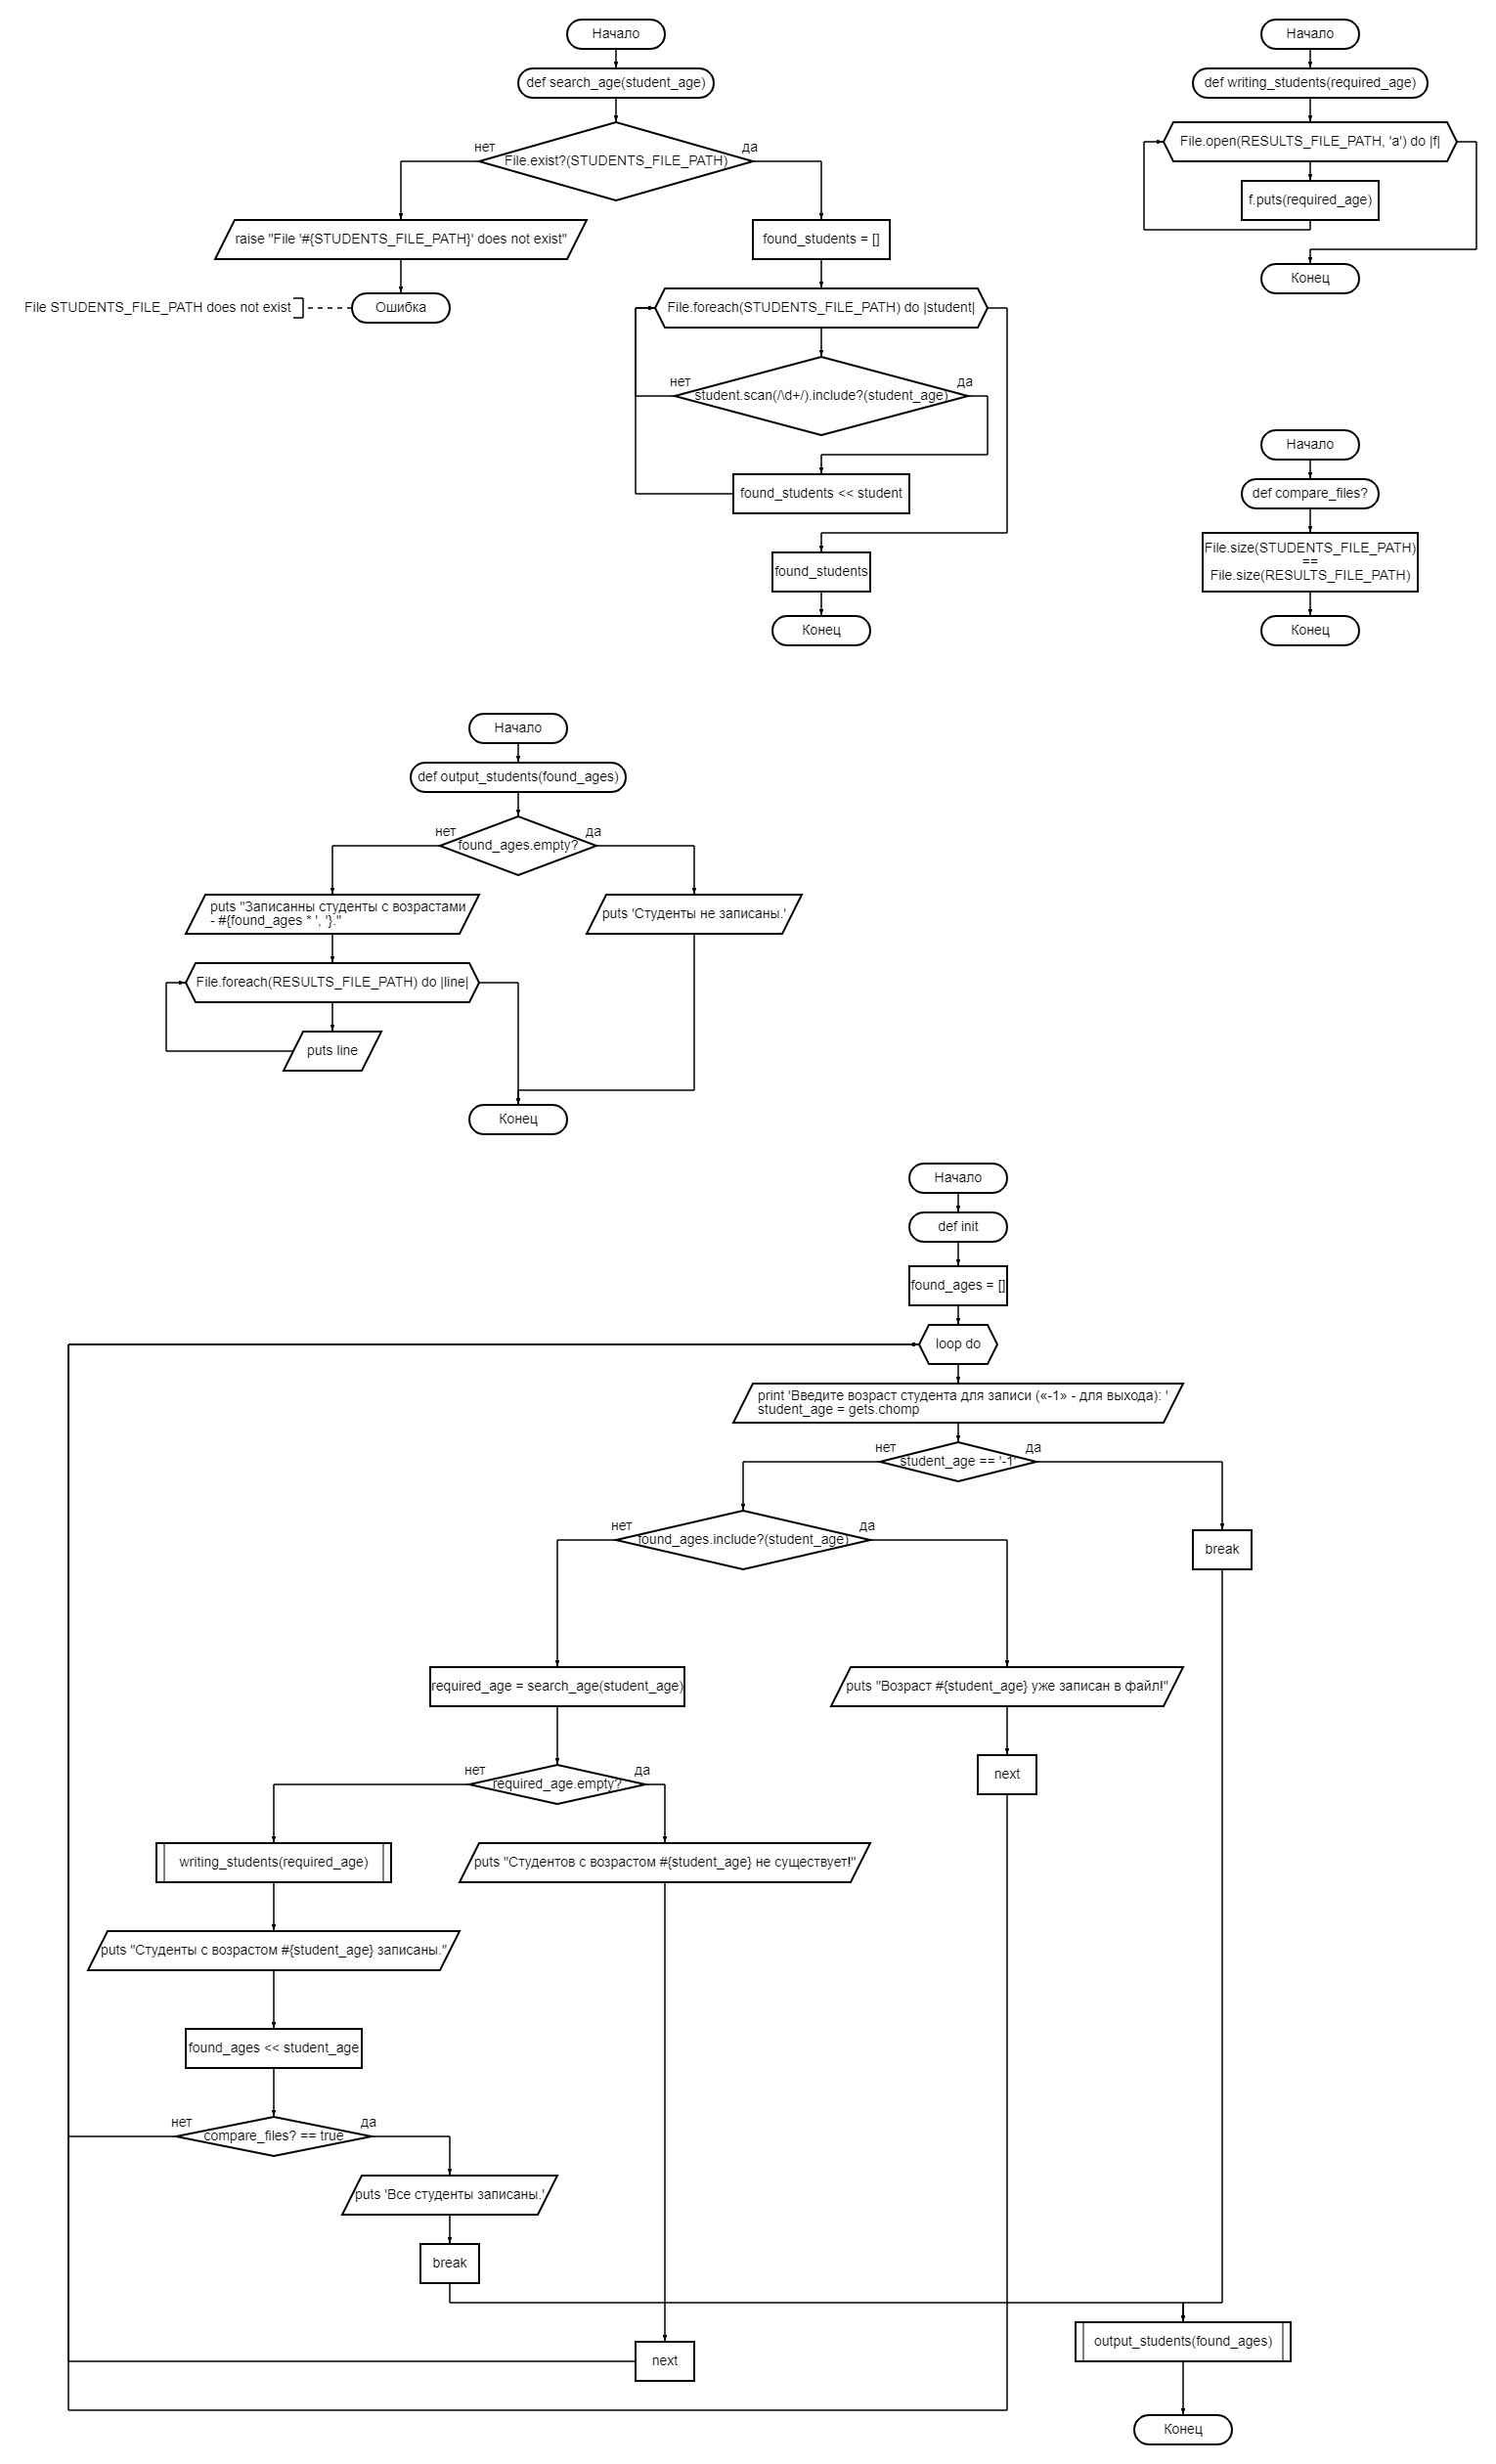 Начало
def search_age(student_age)
нет
да
File.exist?(STUDENTS_FILE_PATH)
raise "File '#{STUDENTS_FILE_PATH}' does not exist"
found_students = []
File STUDENTS_FILE_PATH does not exist
Ошибка
File.foreach(STUDENTS_FILE_PATH) do |student|
нет
да
student.scan(/\d+/).include?(student_age)
found_students << student
found_students
Конец
Начало
def writing_students(required_age)
File.open(RESULTS_FILE_PATH, 'a') do |f|
f.puts(required_age)
Конец
Начало
def compare_files?
File.size(STUDENTS_FILE_PATH)
==
File.size(RESULTS_FILE_PATH)
Конец
Начало
def output_students(found_ages)
нет
да
found_ages.empty?
puts "Записанны студенты с возрастами
- #{found_ages * ', '}."
puts 'Студенты не записаны.'
File.foreach(RESULTS_FILE_PATH) do |line|
puts line
Конец
Начало
def init
found_ages = []
loop do
print 'Введите возраст студента для записи («-1» - для выхода): '
student_age = gets.chomp
нет
да
student_age == '-1'
нет
да
found_ages.include?(student_age)
break
required_age = search_age(student_age)
puts "Возраст #{student_age} уже записан в файл!"
нет
да
required_age.empty?
next
writing_students(required_age)
puts "Студентов с возрастом #{student_age} не существует!"
puts "Студенты с возрастом #{student_age} записаны."
found_ages << student_age
нет
да
compare_files? == true
puts 'Все студенты записаны.'
break
output_students(found_ages)
next
Конец